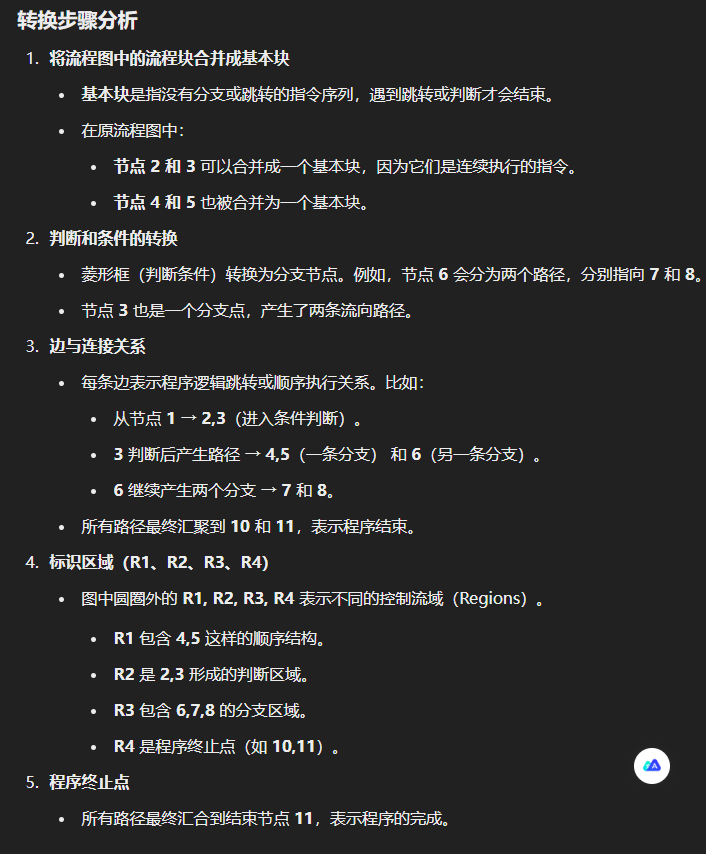 转换步骤分析
1. 将流程图中的流程块合并成基本块
• 基本块是指没有分支或跳转的指令序列，遇到跳转或判断才会结束。
• 在原流程图中：
• 节点 2 和 3 可以合并成一个基本块，因为它们是连续执行的指令。
• 节点 4 和 5 也被合并为一个基本块。
2. 判断和条件的转换
• 菱形框（判断条件）转换为分支节点。例如，节点 6 会分为两个路径，分别指向 7 和 8。
• 节点 3 也是一个分支点，产生了两条流向路径。
3. 边与连接关系
• 每条边表示程序逻辑跳转或顺序执行关系。比如：
• 从节点 1 → 2,3（进入条件判断）。
• 3 判断后产生路径 → 4,5（一条分支） 和 6（另一条分支）。
• 6 继续产生两个分支 → 7 和 8。
• 所有路径最终汇聚到 10 和 11，表示程序结束。
4. 标识区域（R1、R2、R3、R4）
• 图中圆圈外的 R1, R2, R3, R4 表示不同的控制流域（Regions）。
• R1 包含 4,5 这样的顺序结构。
• R2 是 2,3 形成的判断区域。
• R3 包含 6,7,8 的分支区域。
• R4 是程序终止点（如 10,11）。
5. 程序终止点
• 所有路径最终汇合到结束节点 11，表示程序的完成。